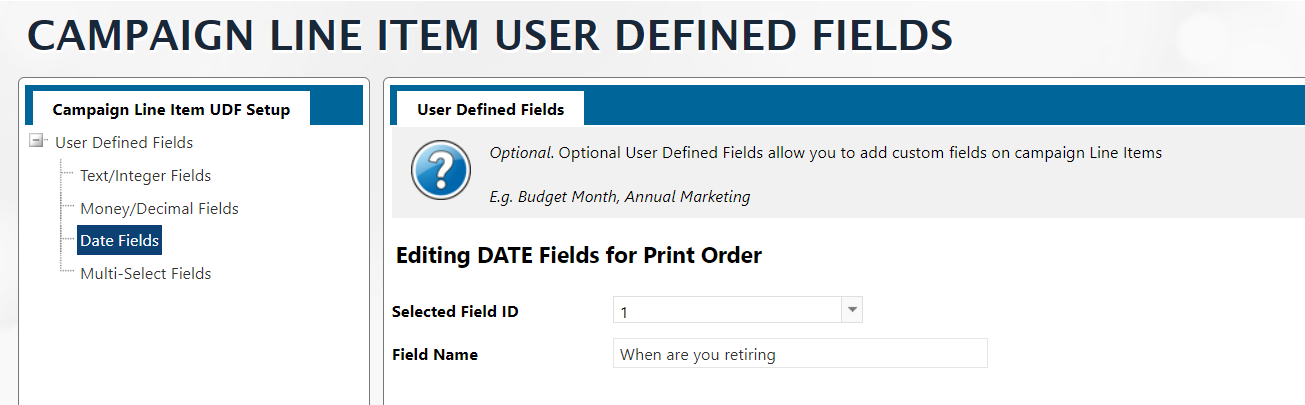 CAMPAIGN LINE ITEM USER DEFINED FIELDS
Campaign Line Item UDF Setup
User Defined Fields
Text/Integer Fields
Money/Decimal Fields
Date Fields
Multi-Select Fields
User Defined Fields
Optional. Optional User Defined Fields allow you to add custom fields on campaign Line Items
E.g. Budget Month, Annual Marketing
Editing DATE Fields for Print Order
Selected Field ID
1
Field Name
When are you retiring